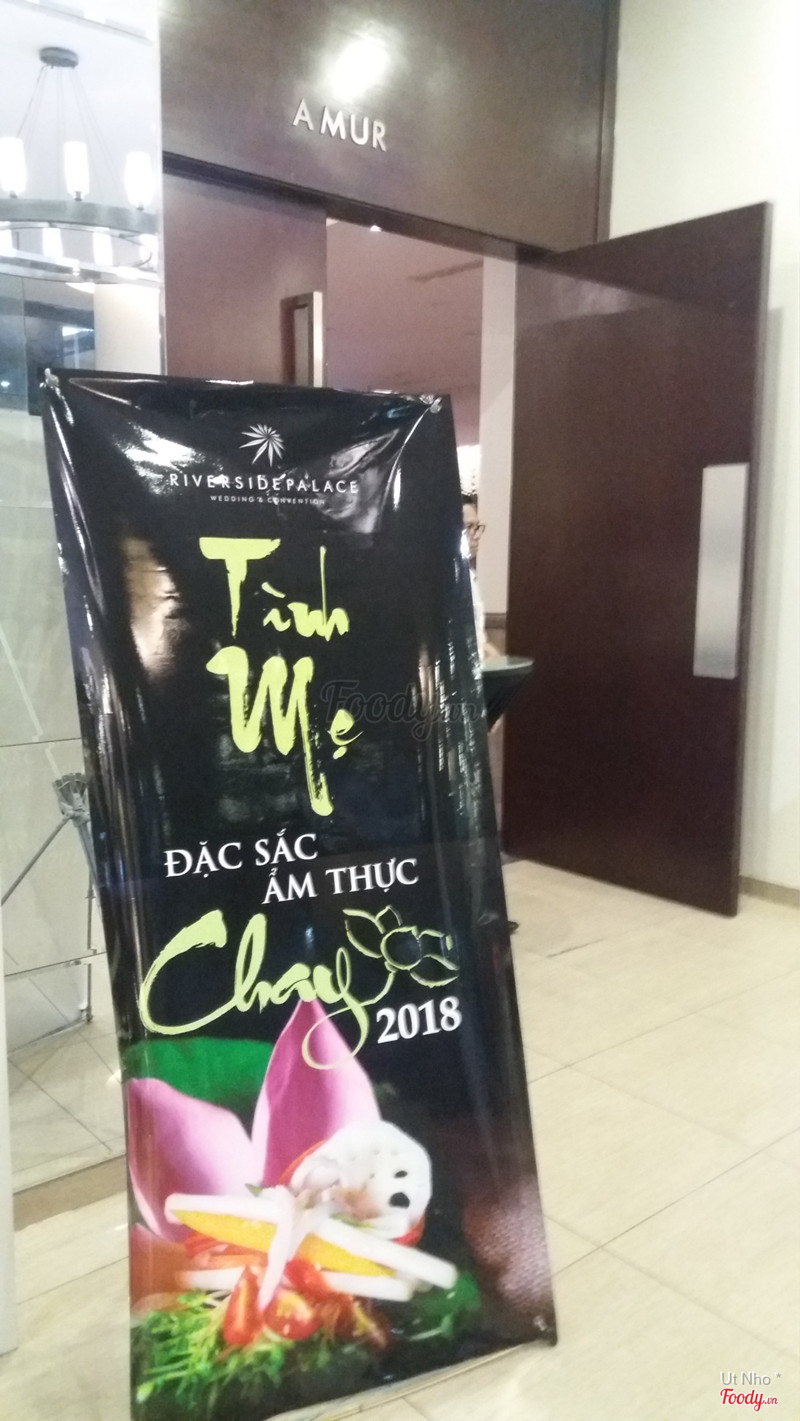 AMUR
RIVERSIDEPALACE
WEDDING & CONVENTION
Tình
Mẹ
Foody.vn
ĐẶC SẮC
ẨM THỰC
Chay
2018
Ut Nho *
Foody.vn